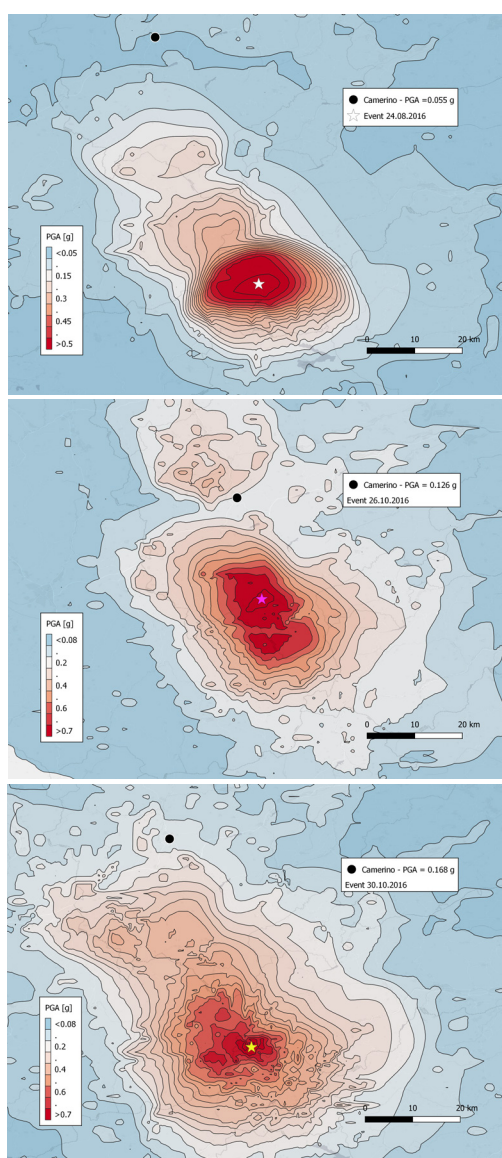 Camerino - PGA =0.055 g
Event 24.08.2016
PGA [g]
<0.05
-
0.15
-
0.3
0.45
-
>0.5
0 10 20 km
Camerino - PGA = 0.126 g
Event 26.10.2016
PGA [g]
<0.08
-
0.2
-
0.4
-
0.6
-
>0.7
0 10 20 km
Camerino - PGA = 0.168 g
Event 30.10.2016
PGA [g]
<0.08
-
0.2
-
0.4
-
0.6
-
>0.7
0 10 20 km